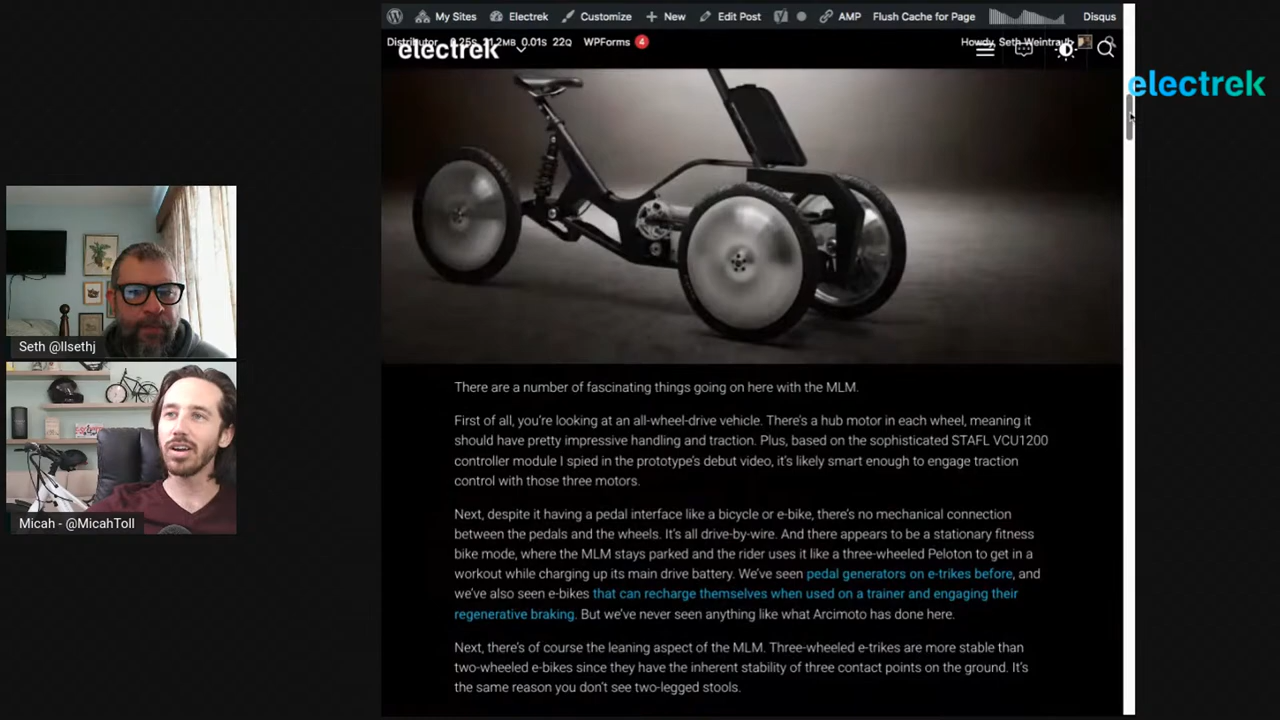 My Sites Electrek Customize + New Edit Post AMP Flush Cache for Page Disqus
Distributor 0.01S 22Q WPForms 4 Howdy, Seth Weintraub
electrek
electrek
Seth @llsethj
Micah - @MicahToll
There are a number of fascinating things going on here with the MLM.
First of all, you’re looking at an all-wheel-drive vehicle. There’s a hub motor in each wheel, meaning it
should have pretty impressive handling and traction. Plus, based on the sophisticated STAFL VCU1200
controller module I spied in the prototype’s debut video, it’s likely smart enough to engage traction
control with those three motors.
Next, despite it having a pedal interface like a bicycle or e-bike, there’s no mechanical connection
between the pedals and the wheels. It’s all drive-by-wire. And there appears to be a stationary fitness
bike mode, where the MLM stays parked and the rider uses it like a three-wheeled Peloton to get in a
workout while charging up its main drive battery. We’ve seen pedal generators on e-trikes before, and
we’ve also seen e-bikes that can recharge themselves when used on a trainer and engaging their
regenerative braking. But we’ve never seen anything like what Arcimoto has done here.
Next, there’s of course the leaning aspect of the MLM. Three-wheeled e-trikes are more stable than
two-wheeled e-bikes since they have the inherent stability of three contact points on the ground. It’s
the same reason you don’t see two-legged stools.